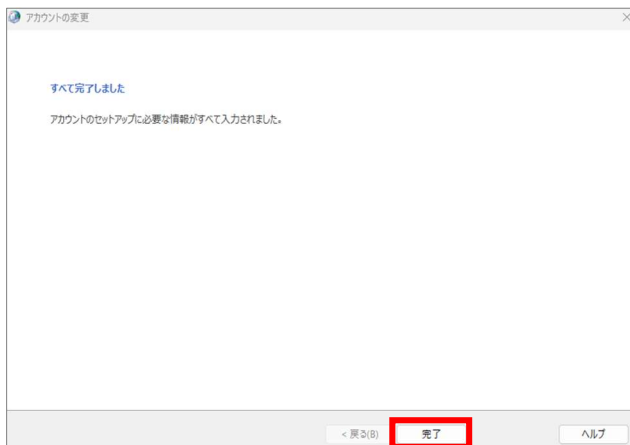 アカウントの変更
すべて完了しました
アカウントのセットアップに必要な情報がすべて入力されました。
< 戻る(B)
完了
ヘルプ